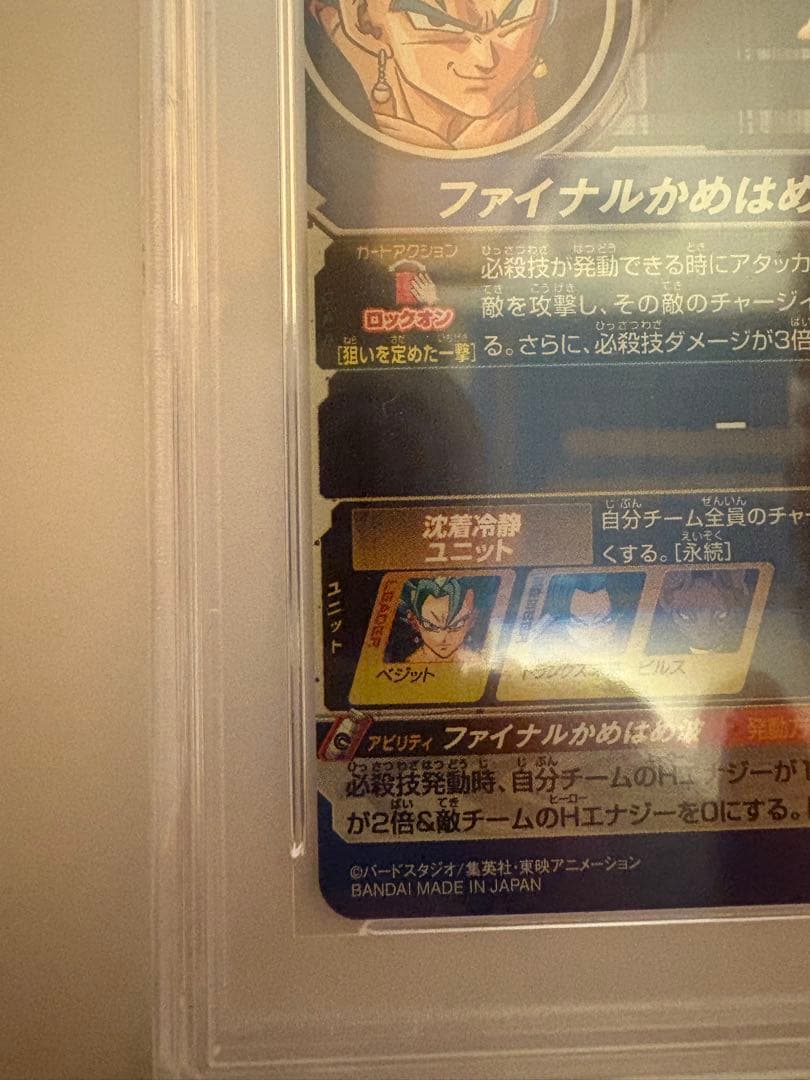 ファイナルかめはめ
カードアクション
ロックオン
[狙いを定めた一撃]
必殺技が発動できる時にアタッカ
敵を攻撃し、その敵のチャージ
る。さらに、必殺技ダメージが3倍
沈着冷静
ユニット
自分チーム全員のチャー
くする。[永続]
ユニット
LEADER
ベジット
ビルス
アビリティ ファイナルかめはめ波
発動
必殺技発動時、自分チームのHエナジーが1
が2倍&敵チームのHエナジーを0にする。
©バードスタジオ/集英社・東映アニメーション
BANDAI MADE IN JAPAN